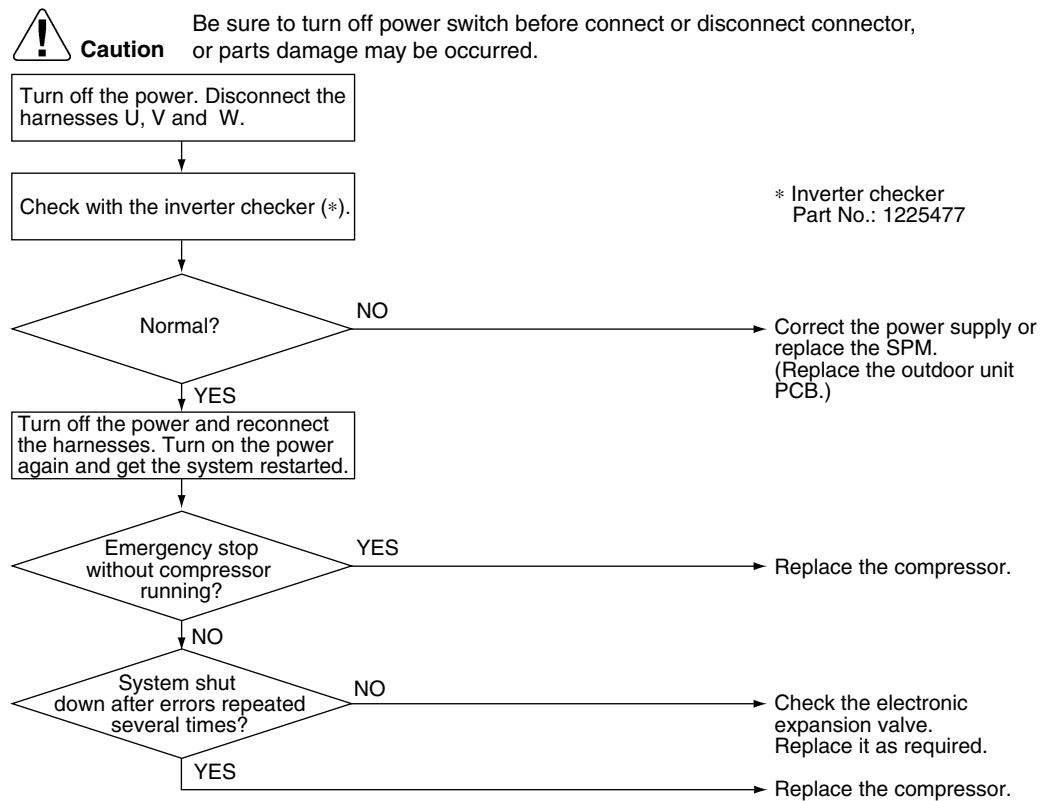 Be sure to turn off power switch before connect or disconnect connector,
Caution or parts damage may be occurred.
Turn off the power. Disconnect the
harnesses U, V and W.
Check with the inverter checker (*).
* Inverter checker
Part No.: 1225477
Normal?
NO
Correct the power supply or
replace the SPM.
(Replace the outdoor unit
PCB.)
YES
Turn off the power and reconnect
the harnesses. Turn on the power
again and get the system restarted.
Emergency stop
without compressor
running?
YES
Replace the compressor.
NO
System shut
down after errors repeated
several times?
NO
Check the electronic
expansion valve.
Replace it as required.
YES
Replace the compressor.